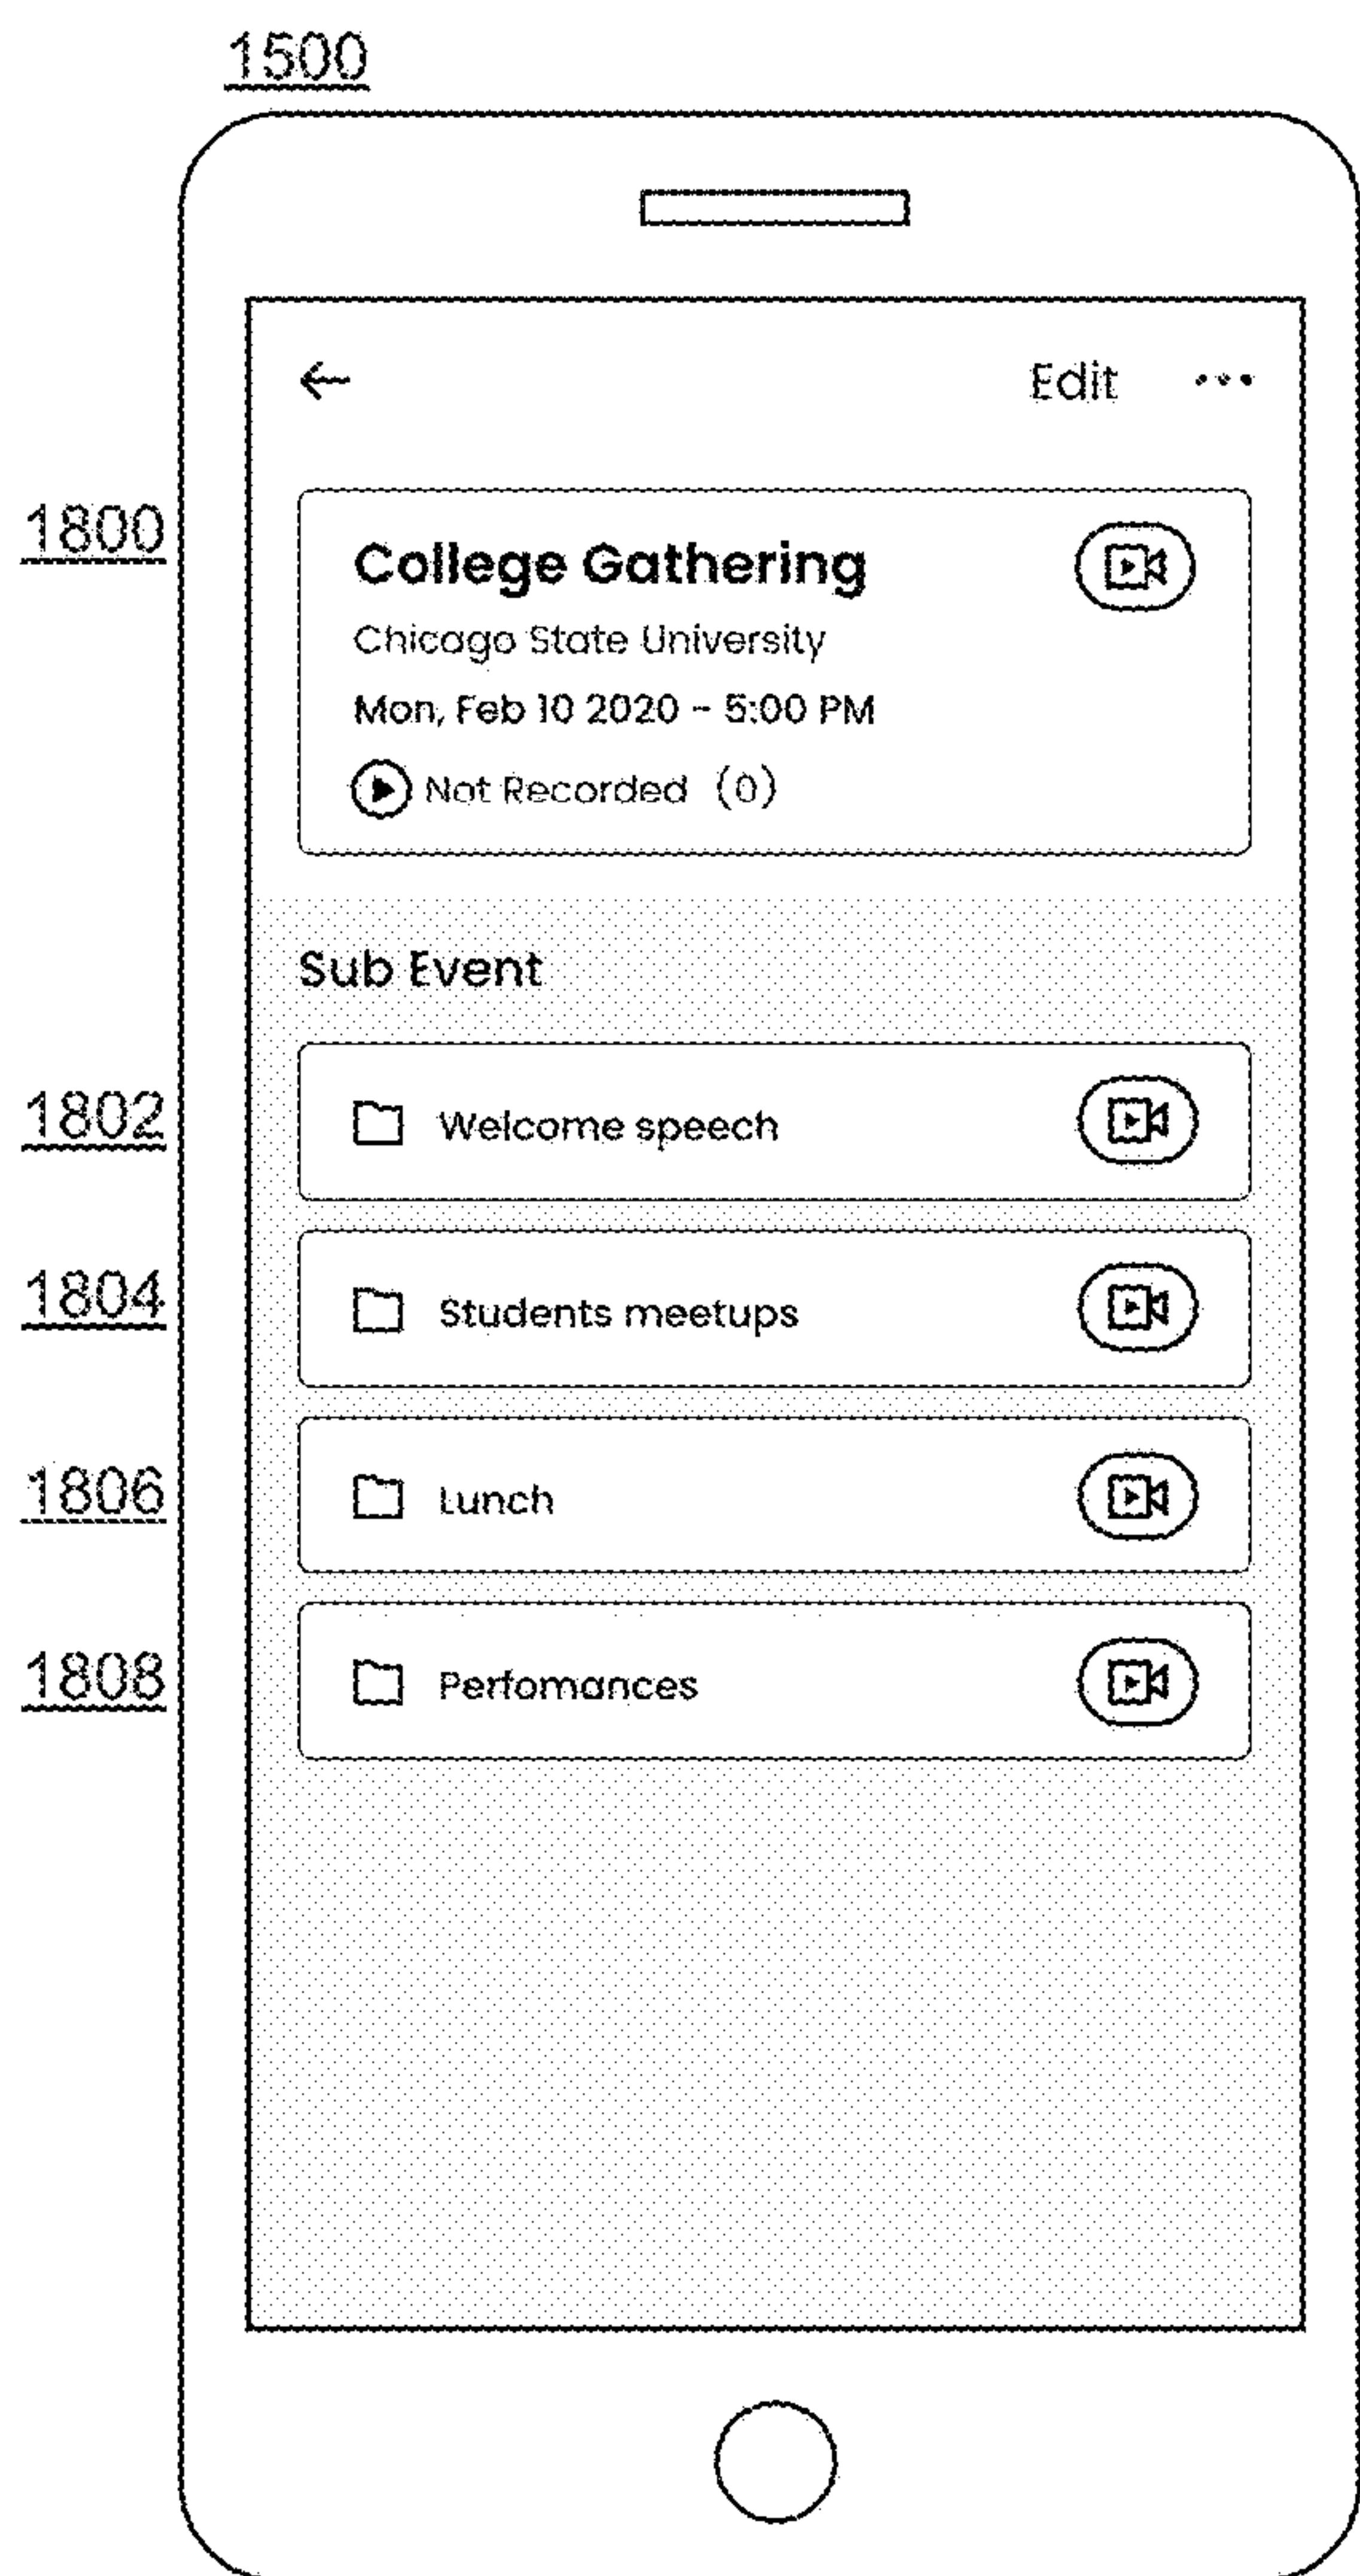 1500
Edit ...
1800
College Gathering
Chicago State University
Mon, Feb 10 2020 - 5:00 PM
Not Recorded (0)
Sub Event
1802 Welcome speech
1804 Students meetups
1806 Lunch
1808 Perfomances